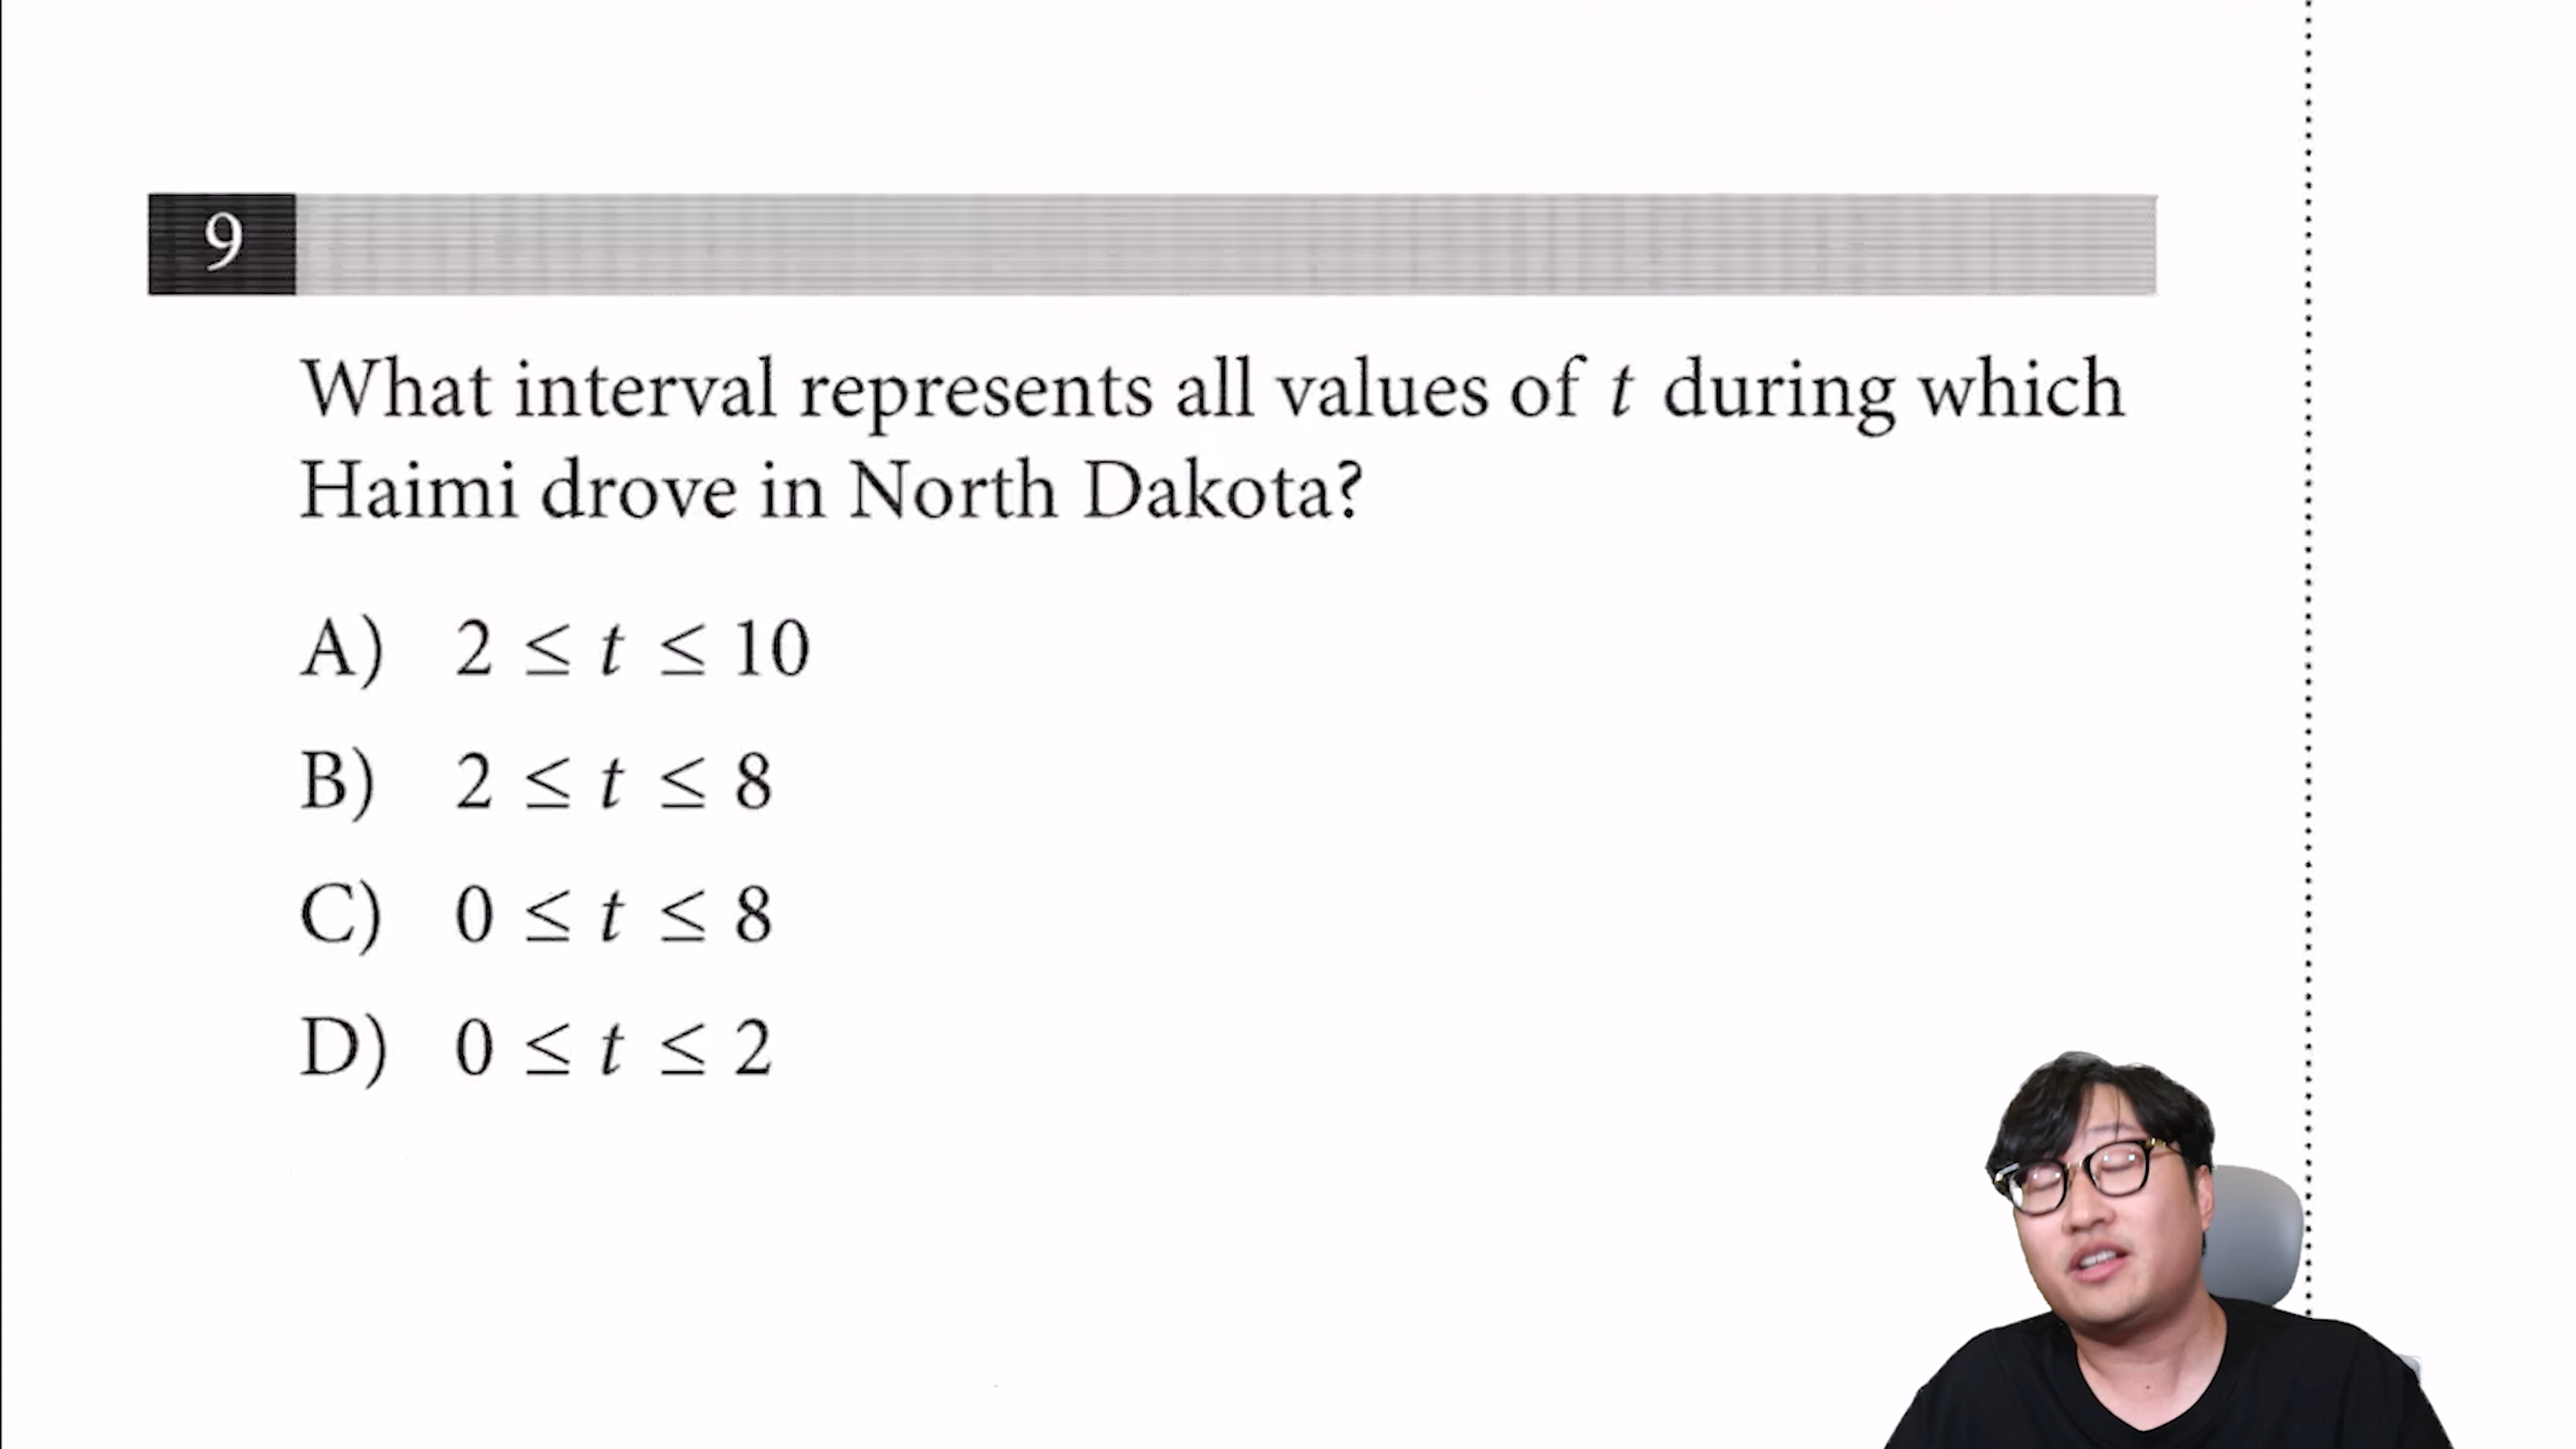 9
What interval represents all values of t during which
Haimi drove in North Dakota?
A) 2 ≤ t ≤ 10
B) 2 ≤ t ≤ 8
C) 0 ≤ t ≤ 8
D) 0 ≤ t ≤ 2